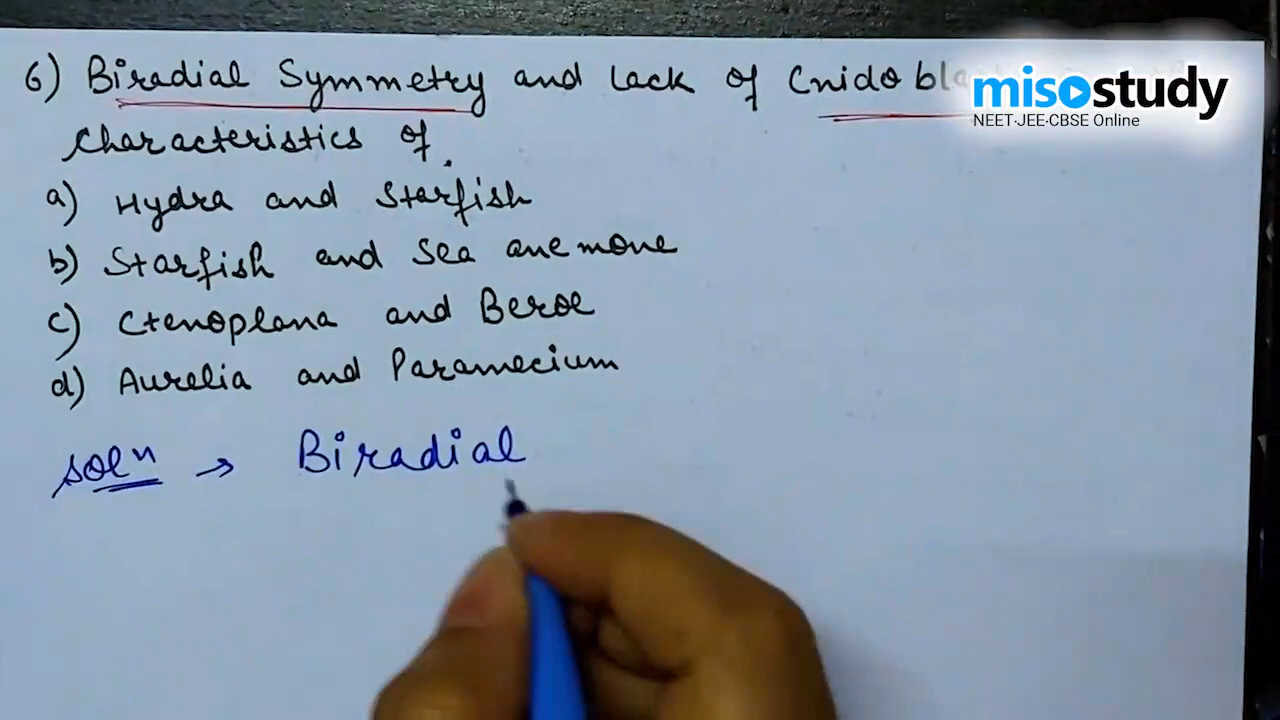 6) Biradial Symmetry and Lack of Cnido
misostudy
NEET-JEE-CBSE Online
Characteristics of
a) Hydra and Starfish
b) Starfish and Sea anemone
c) Ctenoplana and Beroe
d) Aurelia and Paramecium
Solⁿ → Biradial